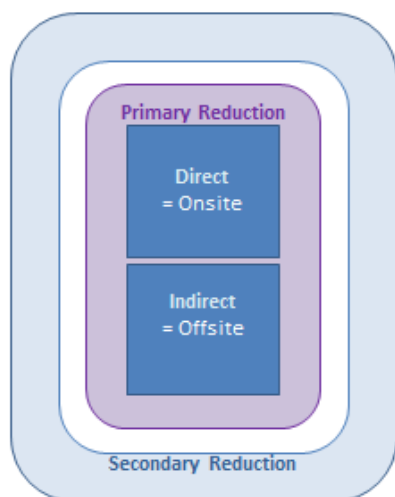 Primary Reduction
Direct
= Onsite
Indirect
= Offsite
Secondary Reduction